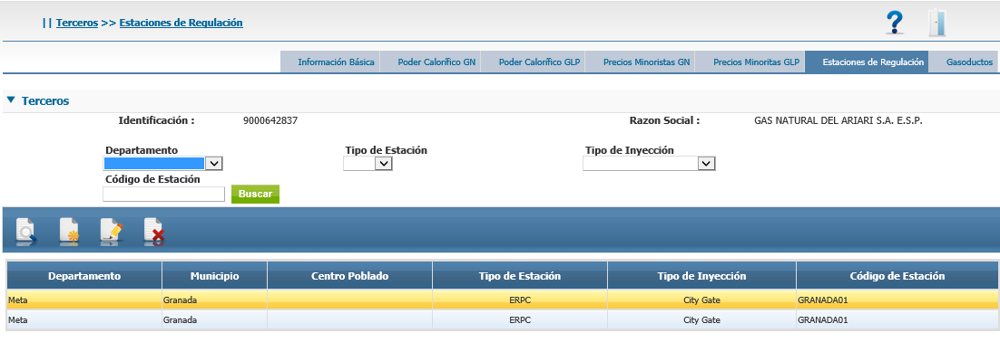 || Terceros >> Estaciones de Regulación
?
Información Básica Poder Calorífico GN Poder Calorífico GLP Precios Minoristas GN Precios Minoritas GLP Estaciones de Regulación Gasoductos
Terceros
Identificación : 9000642837 Razon Social : GAS NATURAL DEL ARIARI S.A. E.S.P.
Departamento Tipo de Estación Tipo de Inyección
Código de Estación
Buscar
Departamento Municipio Centro Poblado Tipo de Estación Tipo de Inyección Código de Estación
Meta Granada ERPC City Gate GRANADA01
Meta Granada ERPC City Gate GRANADA01